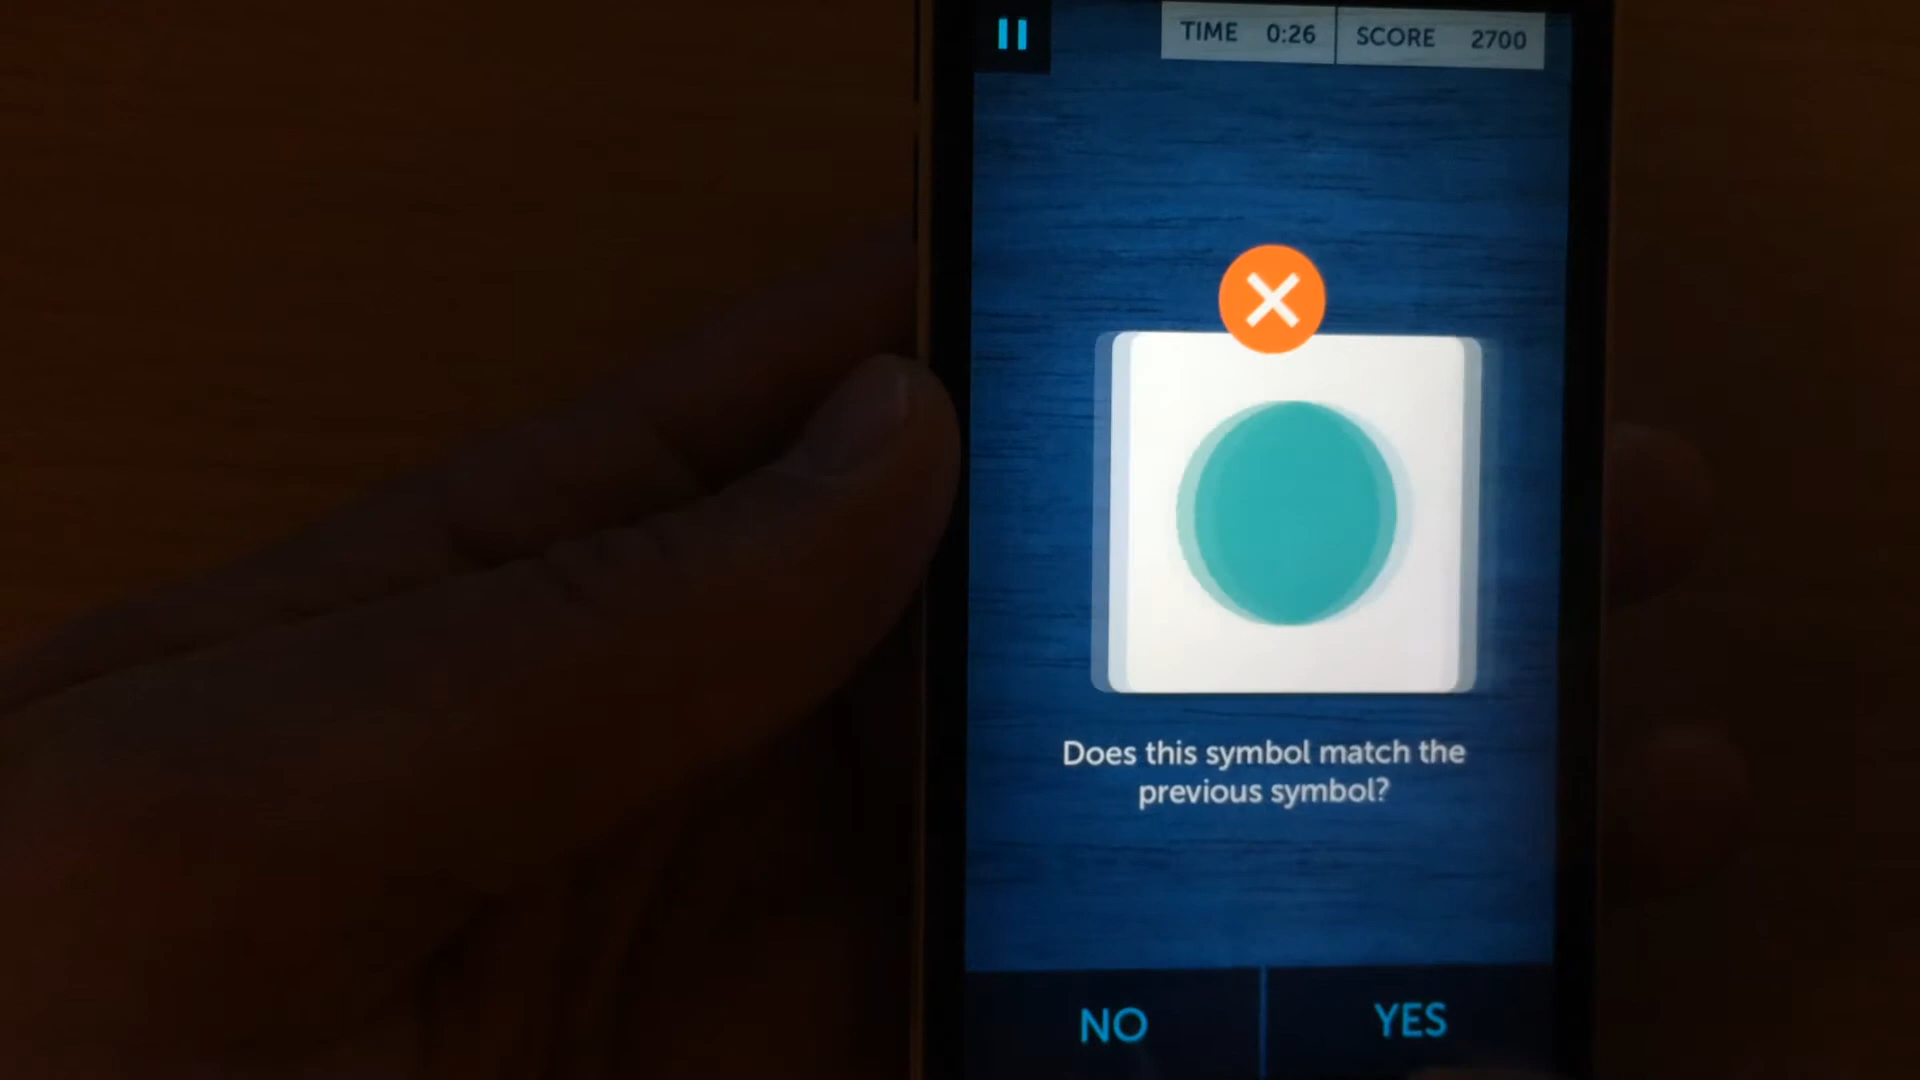 TIME 0:26 SCORE 2700
Does this symbol match the
previous symbol?
NO YES